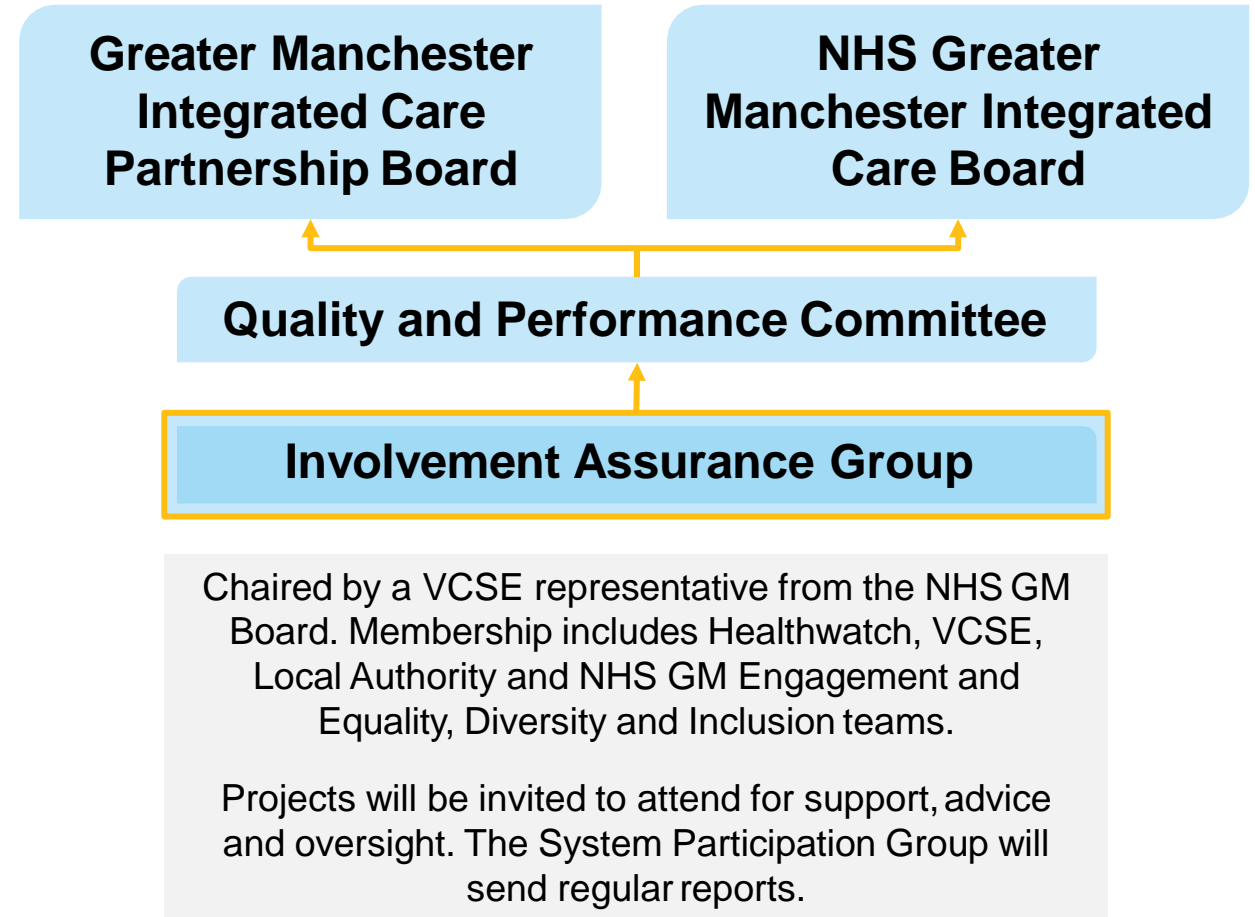 Greater Manchester
Integrated Care
Partnership Board
NHS Greater
Manchester Integrated
Care Board
Quality and Performance Committee
Involvement Assurance Group
Chaired by a VCSE representative from the NHS GM
Board. Membership includes Healthwatch, VCSE,
Local Authority and NHS GM Engagement and
Equality, Diversity and Inclusion teams.
Projects will be invited to attend for support, advice
and oversight. The System Participation Group will
send regular reports.